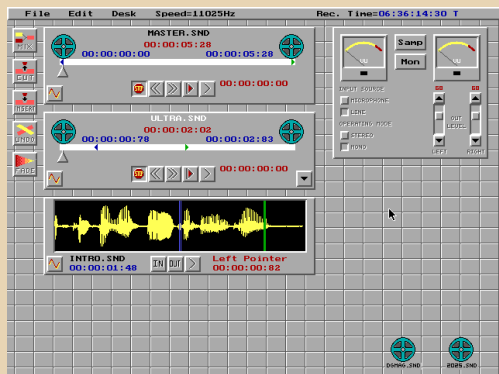 File Edit Desk Speed=11025Hz Rec. Time=06:36:14:30 T
MIX
CUT
INSERT
UNDO
FADE
MASTER.SND
00:00:05:28
00:00:00:00 00:00:05:28
STP
00:00:00:00
ULTRA.SND
00:00:02:02
00:00:00:78 00:00:02:83
STP
00:00:00:00
INTRO.SND
00:00:01:48
IN OUT
Left Pointer
00:00:00:82
VU
VU
Samp
Mon
INPUT SOURCE
MICROPHONE
LINE
OPERATING MODE
STEREO
MONO
OUT
LEVEL
LEFT RIGHT
DSMAG.SND
2025.SND